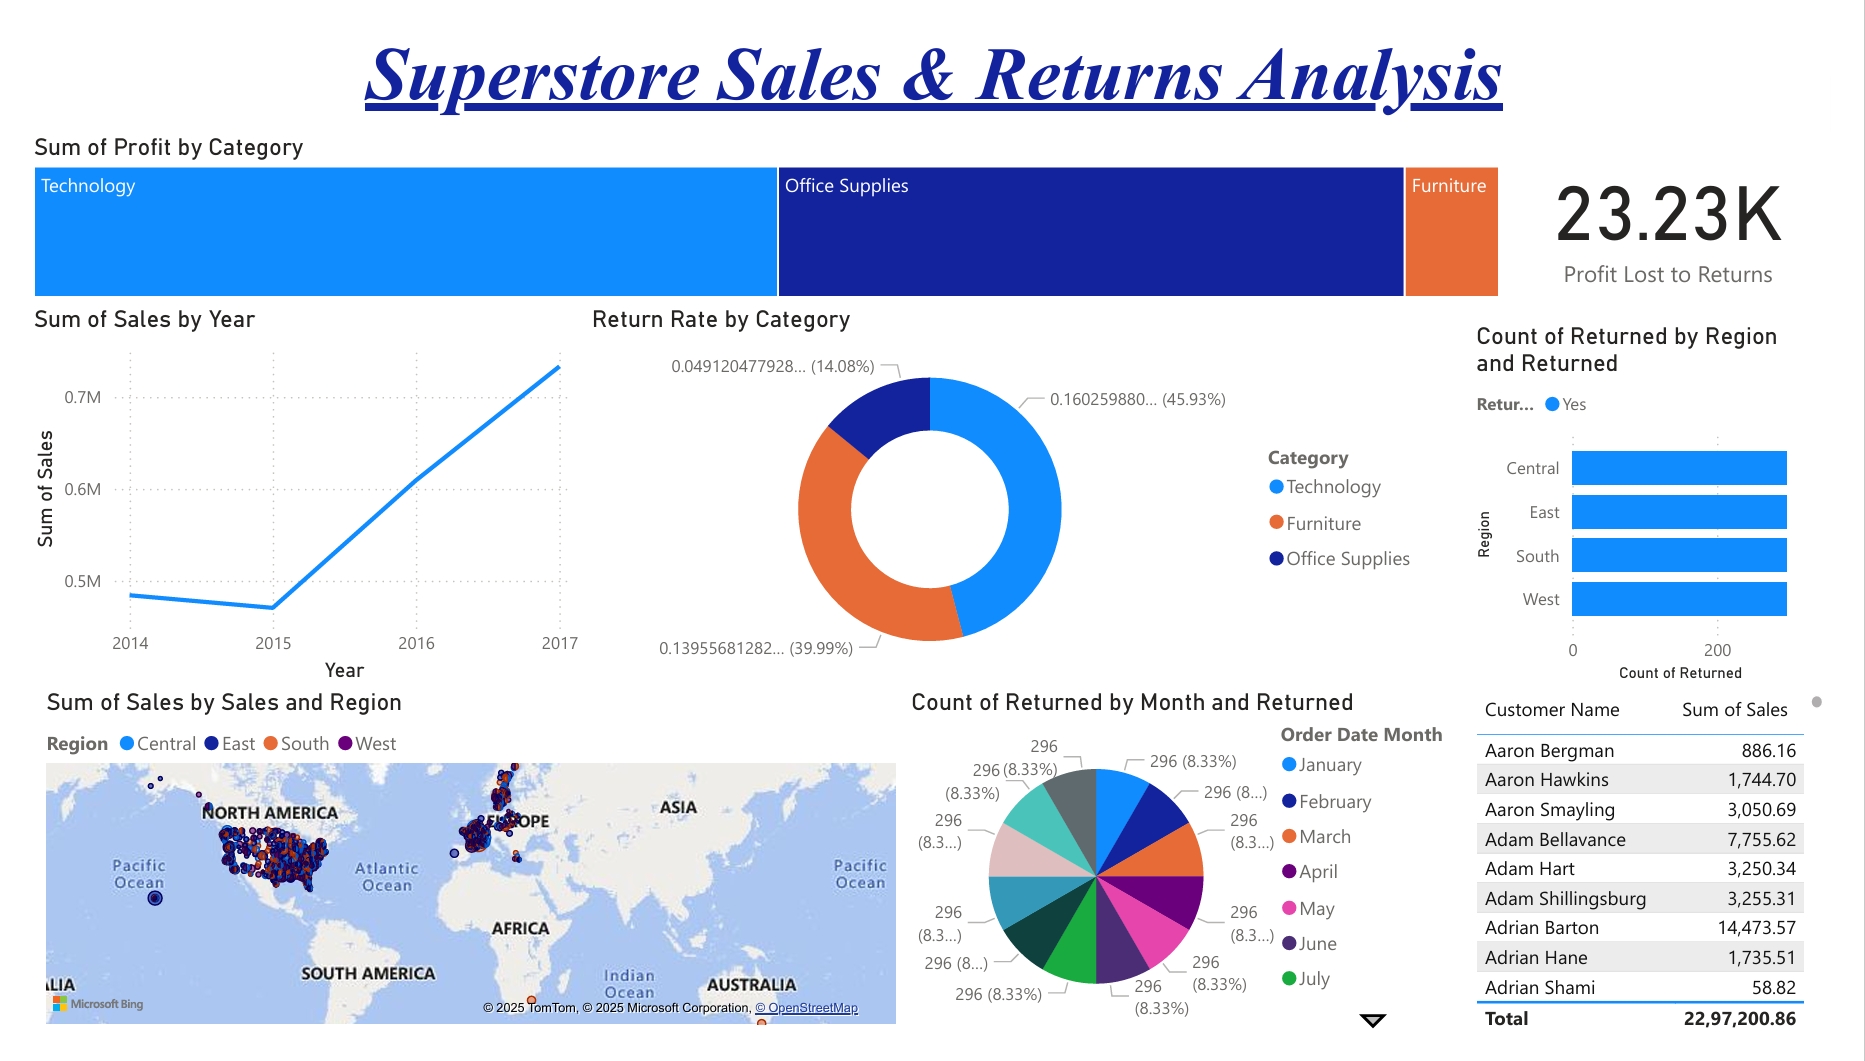 Superstore Sales & Returns Analysis
Sum of Profit by Category
Technology
Office Supplies
Furniture
23.23K
Profit Lost to Returns
Sum of Sales by Year
0.7M
0.6M
0.5M
Sum of Sales
2014 2015 2016 2017
Year
Return Rate by Category
0.049120477928... (14.08%)
0.160259880... (45.93%)
0.13955681282... (39.99%)
Category
Technology
Furniture
Office Supplies
Count of Returned by Region
and Returned
Retur... Yes
Region
Central
East
South
West
0 200
Count of Returned
Sum of Sales by Sales and Region
Region Central East South West
NORTH AMERICA
EUROPE
ASIA
Pacific
Ocean
Atlantic
Ocean
Pacific
Ocean
AFRICA
SOUTH AMERICA
Indian
Ocean
AUSTRALIA
ALIA
Microsoft Bing
© 2025 TomTom, © 2025 Microsoft Corporation, © OpenStreetMap
Count of Returned by Month and Returned
296 (8.33%)
296 (8...)
296
(8.3...)
296
(8.3...)
296
(8.33%)
296
(8.33%)
296 (8.33%)
296 (8...)
296
(8.3...)
296
(8.3...)
296
(8.33%)
296
(8.33%)
Order Date Month
January
February
March
April
May
June
July
Customer Name Sum of Sales
Aaron Bergman 886.16
Aaron Hawkins 1,744.70
Aaron Smayling 3,050.69
Adam Bellavance 7,755.62
Adam Hart 3,250.34
Adam Shillingsburg 3,255.31
Adrian Barton 14,473.57
Adrian Hane 1,735.51
Adrian Shami 58.82
Total 22,97,200.86